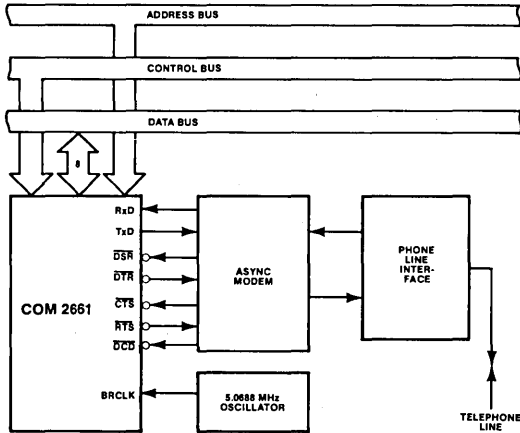 ADDRESS BUS
CONTROL BUS
DATA BUS
8
COM 2661
RxD
TxD
DSR
DTR
CTS
RTS
DCD
BRCLK
ASYNC
MODEM
PHONE
LINE
INTER-
FACE
5.0688 MHz
OSCILLATOR
TELEPHONE
LINE